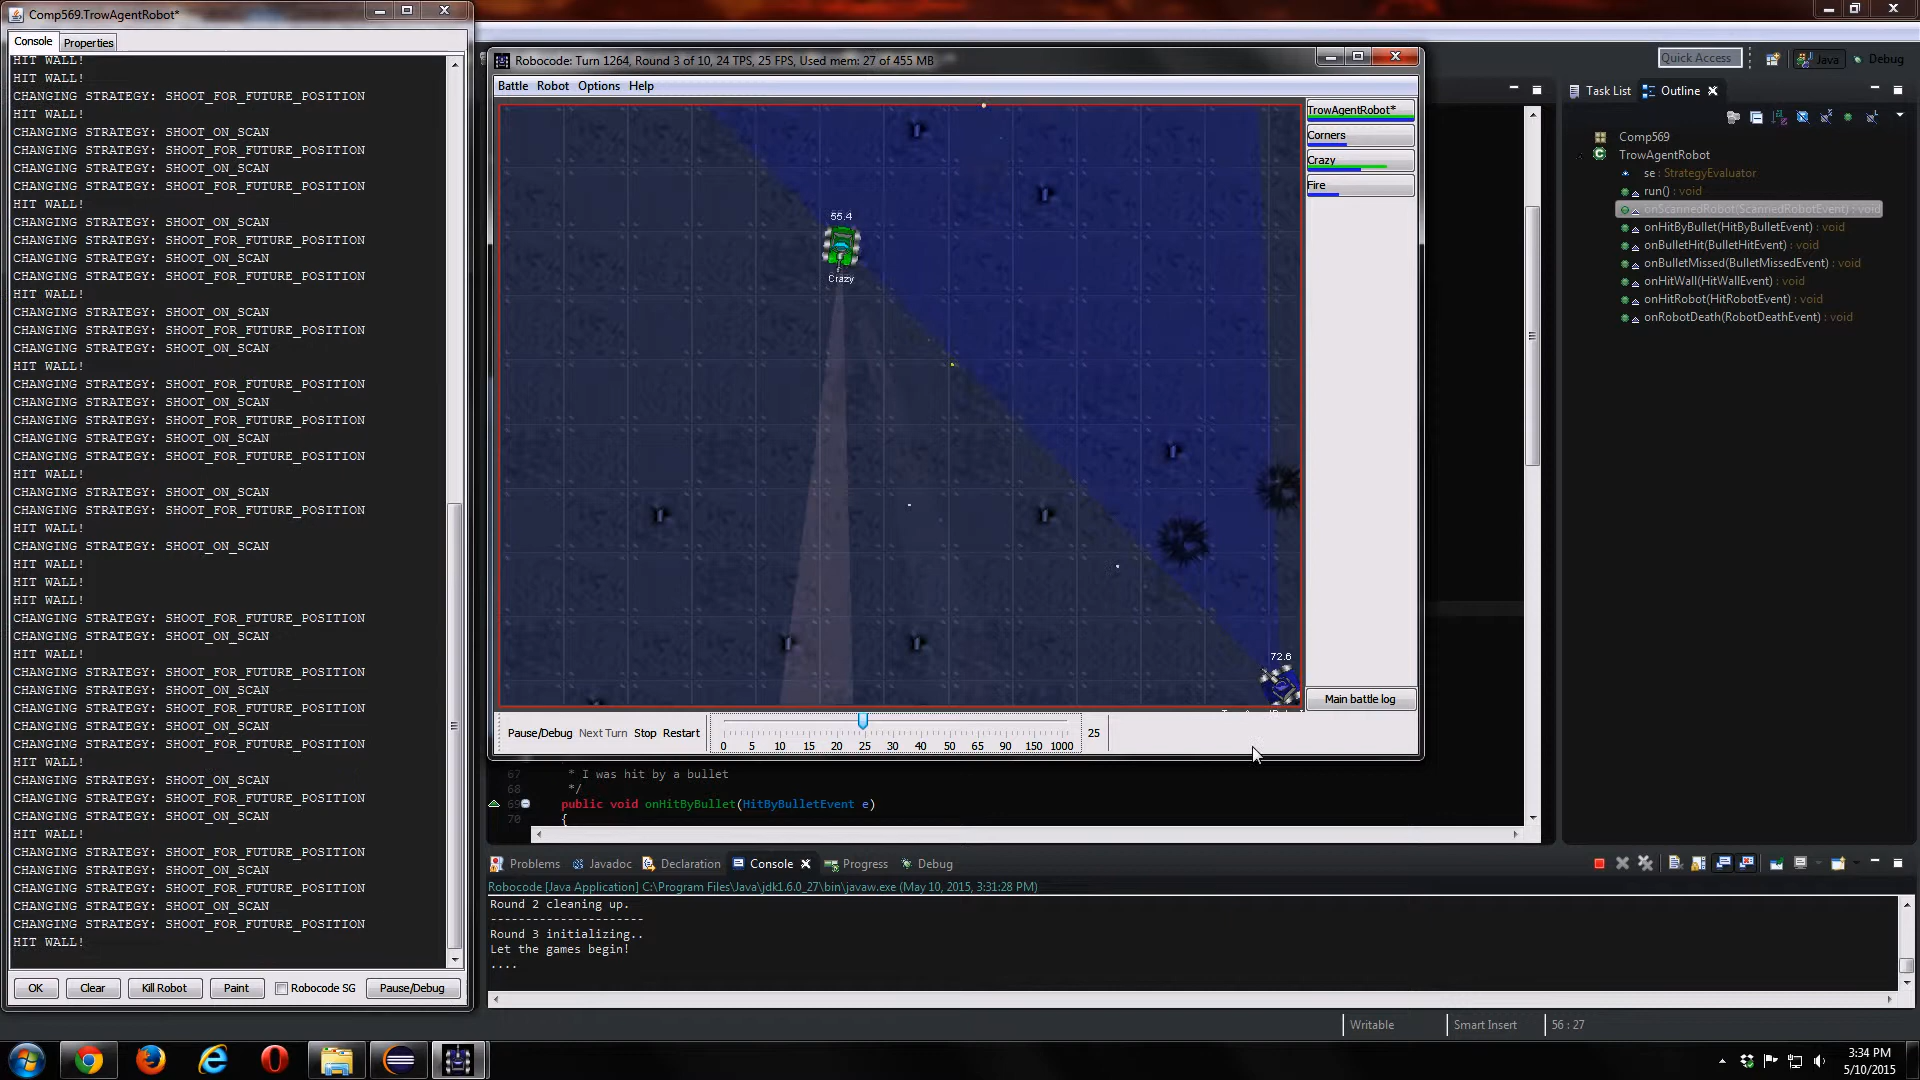 Comp569.TrowAgentRobot*
Console Properties
HIT WALL!
HIT WALL!
CHANGING STRATEGY: SHOOT_FOR_FUTURE_POSITION
HIT WALL!
CHANGING STRATEGY: SHOOT_ON_SCAN
CHANGING STRATEGY: SHOOT_FOR_FUTURE_POSITION
CHANGING STRATEGY: SHOOT_ON_SCAN
CHANGING STRATEGY: SHOOT_FOR_FUTURE_POSITION
HIT WALL!
CHANGING STRATEGY: SHOOT_ON_SCAN
CHANGING STRATEGY: SHOOT_FOR_FUTURE_POSITION
CHANGING STRATEGY: SHOOT_ON_SCAN
CHANGING STRATEGY: SHOOT_FOR_FUTURE_POSITION
HIT WALL!
CHANGING STRATEGY: SHOOT_ON_SCAN
CHANGING STRATEGY: SHOOT_FOR_FUTURE_POSITION
CHANGING STRATEGY: SHOOT_ON_SCAN
HIT WALL!
CHANGING STRATEGY: SHOOT_FOR_FUTURE_POSITION
CHANGING STRATEGY: SHOOT_ON_SCAN
CHANGING STRATEGY: SHOOT_FOR_FUTURE_POSITION
CHANGING STRATEGY: SHOOT_ON_SCAN
CHANGING STRATEGY: SHOOT_FOR_FUTURE_POSITION
HIT WALL!
CHANGING STRATEGY: SHOOT_ON_SCAN
CHANGING STRATEGY: SHOOT_FOR_FUTURE_POSITION
HIT WALL!
CHANGING STRATEGY: SHOOT_ON_SCAN
HIT WALL!
HIT WALL!
HIT WALL!
CHANGING STRATEGY: SHOOT_FOR_FUTURE_POSITION
CHANGING STRATEGY: SHOOT_ON_SCAN
HIT WALL!
CHANGING STRATEGY: SHOOT_FOR_FUTURE_POSITION
CHANGING STRATEGY: SHOOT_ON_SCAN
CHANGING STRATEGY: SHOOT_FOR_FUTURE_POSITION
CHANGING STRATEGY: SHOOT_ON_SCAN
CHANGING STRATEGY: SHOOT_FOR_FUTURE_POSITION
HIT WALL!
CHANGING STRATEGY: SHOOT_ON_SCAN
CHANGING STRATEGY: SHOOT_FOR_FUTURE_POSITION
CHANGING STRATEGY: SHOOT_ON_SCAN
HIT WALL!
CHANGING STRATEGY: SHOOT_FOR_FUTURE_POSITION
CHANGING STRATEGY: SHOOT_ON_SCAN
CHANGING STRATEGY: SHOOT_FOR_FUTURE_POSITION
CHANGING STRATEGY: SHOOT_ON_SCAN
CHANGING STRATEGY: SHOOT_FOR_FUTURE_POSITION
HIT WALL!
OK Clear Kill Robot Paint Robocode SG Pause/Debug
Robocode: Turn 1264, Round 3 of 10, 24 TPS, 25 FPS, Used mem: 27 of 455 MB
Battle Robot Options Help
55.4
Crazy
72.6
TrowAgentRobot*
Corners
Crazy
Fire
Main battle log
Pause/Debug Next Turn Stop Restart
0 5 10 15 20 25 30 40 50 65 90 150 1000
25
67 * I was hit by a bullet
68 */
69 public void onHitByBullet(HitByBulletEvent e)
70 {
Quick Access Java Debug
Task List Outline
Comp569
TrowAgentRobot
se : StrategyEvaluator
run() : void
onScannedRobot(ScannedRobotEvent) : void
onHitByBullet(HitByBulletEvent) : void
onBulletHit(BulletHitEvent) : void
onBulletMissed(BulletMissedEvent) : void
onHitWall(HitWallEvent) : void
onHitRobot(HitRobotEvent) : void
onRobotDeath(RobotDeathEvent) : void
Problems Javadoc Declaration Console Progress Debug
Robocode [Java Application] C:\Program Files\Java\jdk1.6.0_27\bin\javaw.exe (May 10, 2015, 3:31:28 PM)
Round 2 cleaning up.
----------------------
Round 3 initializing..
Let the games begin!
....
Writable Smart Insert 56 : 27
3:34 PM
5/10/2015